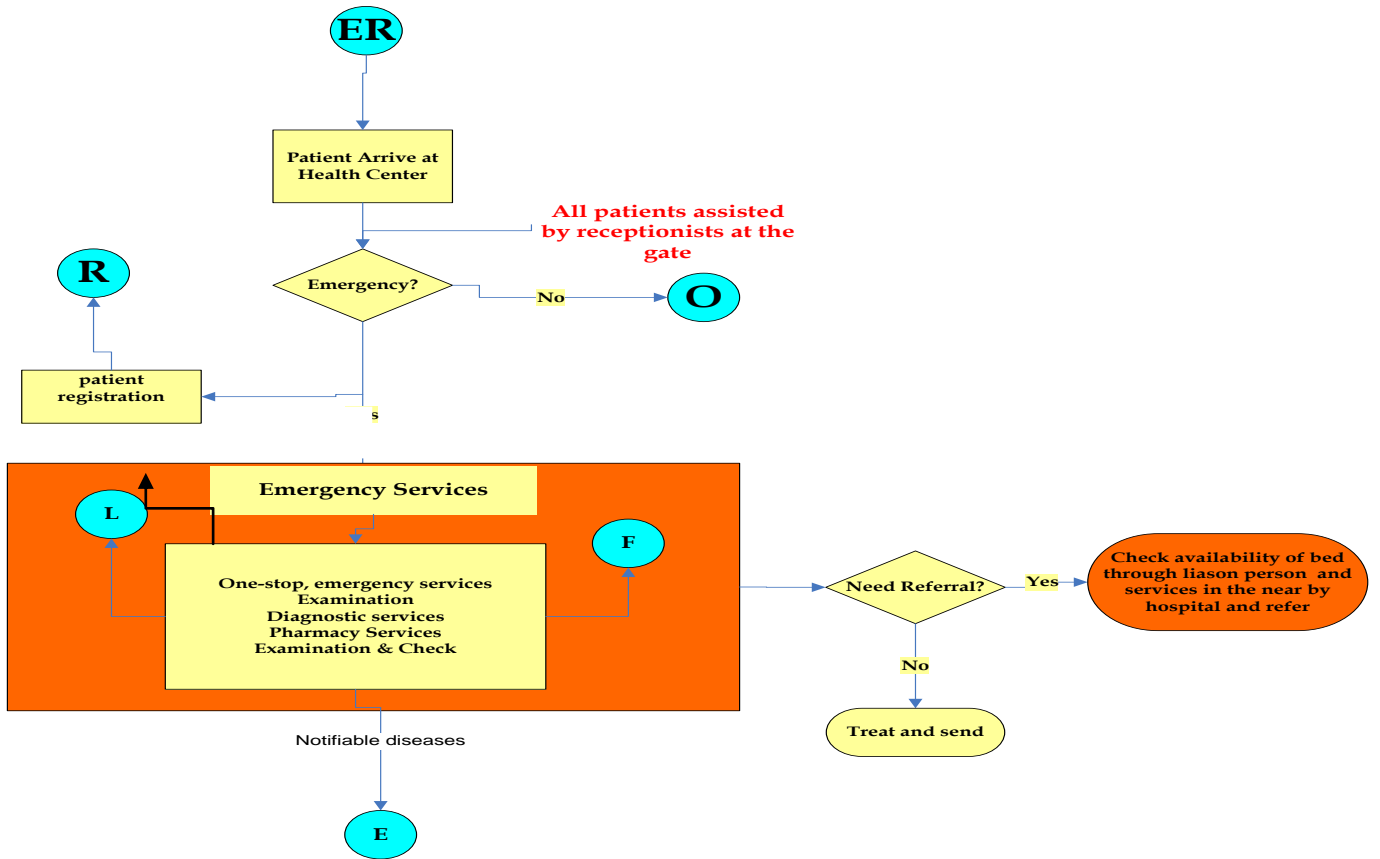 ER
Patient Arrive at
Health Center
All patients assisted
by receptionists at the
gate
R
Emergency?
No
O
patient
registration
s
Emergency Services
L
F
One-stop, emergency services
Examination
Diagnostic services
Pharmacy Services
Examination & Check
Need Referral?
Yes
Check availability of bed
through liason person and
services in the near by
hospital and refer
No
Treat and send
Notifiable diseases
E